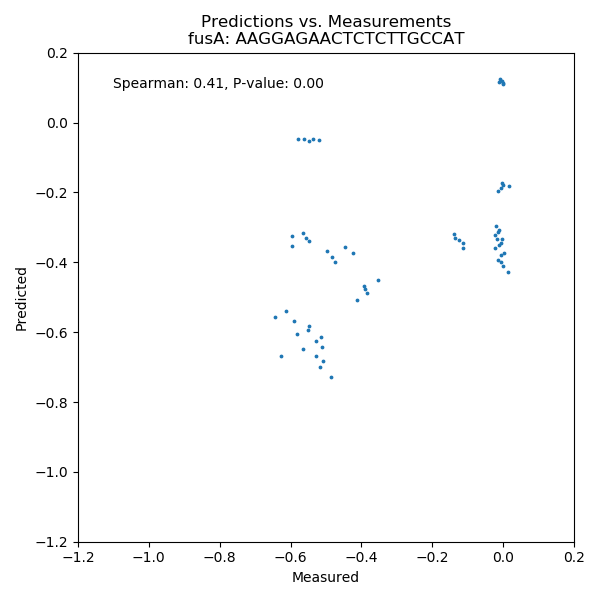 Predictions vs. Measurements
fusA: AAGGAGAACTCTCTTGCCAT
Spearman: 0.41, P-value: 0.00
0.2
0.0
−0.2
−0.4
−0.6
−0.8
−1.0
−1.2
Predicted
−1.2 −1.0 −0.8 −0.6 −0.4 −0.2 0.0 0.2
Measured